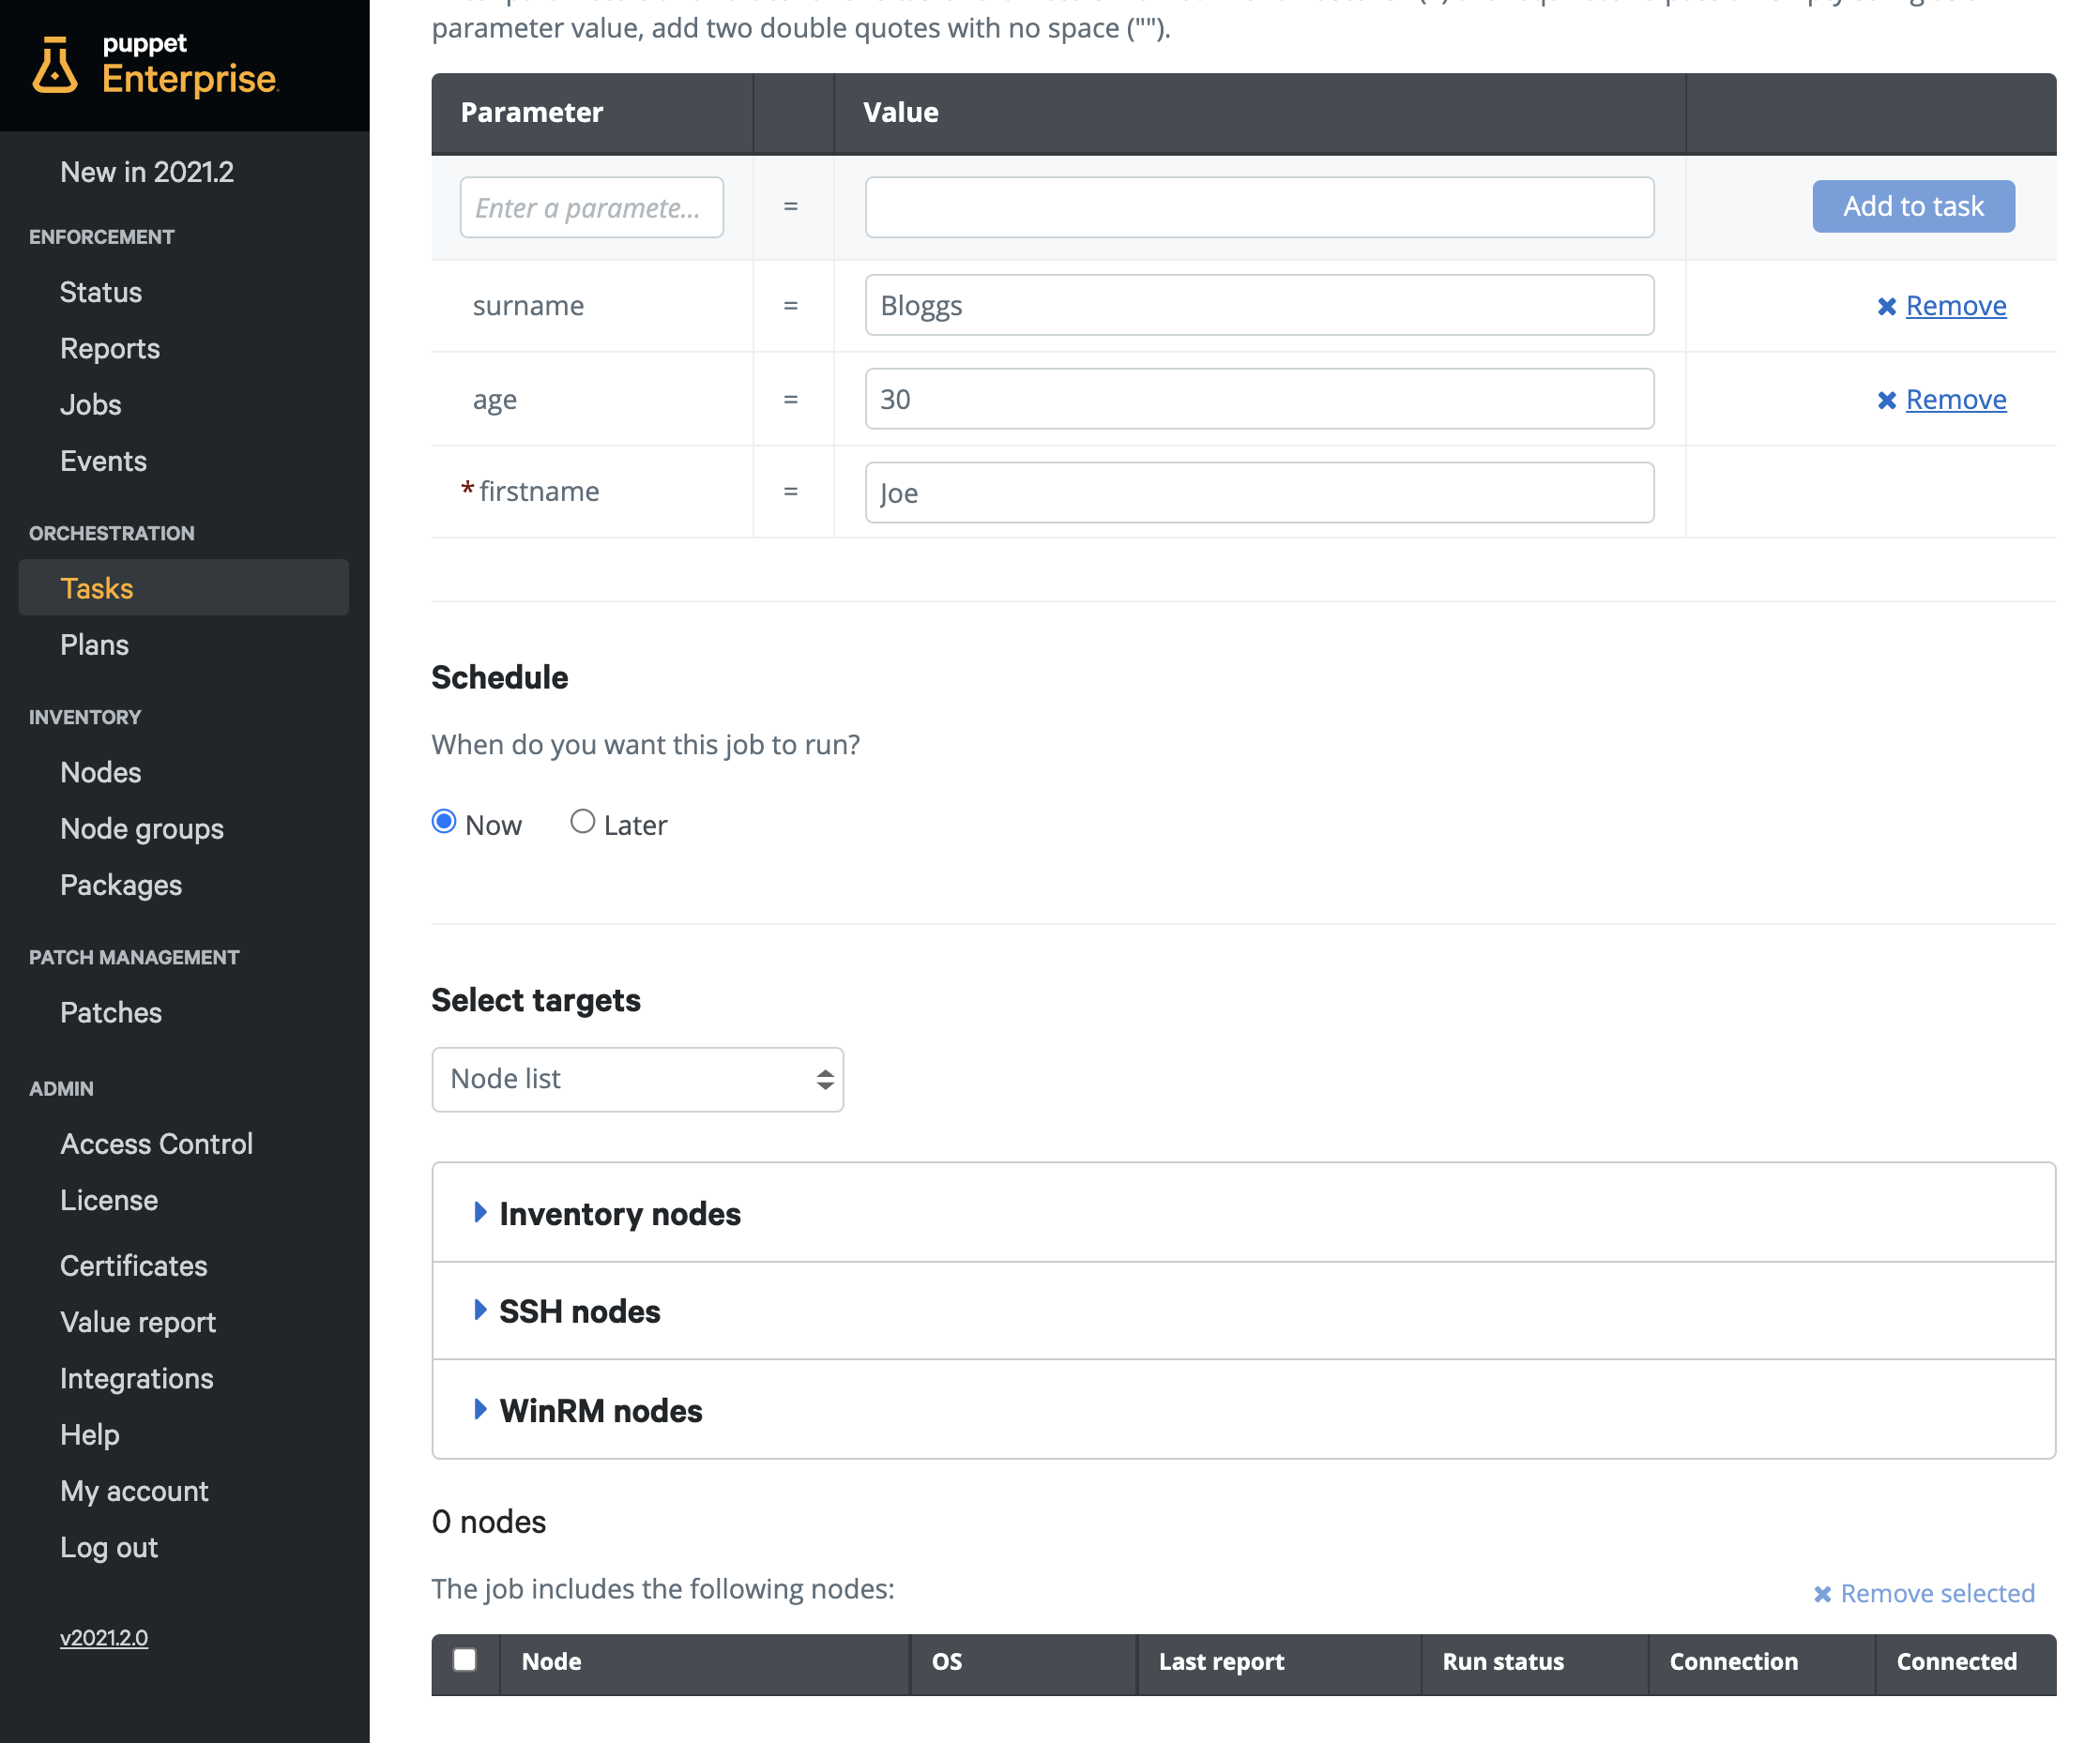 puppet
Enterprise
New in 2021.2
ENFORCEMENT
Status
Reports
Jobs
Events
ORCHESTRATION
Tasks
Plans
INVENTORY
Nodes
Node groups
Packages
PATCH MANAGEMENT
Patches
ADMIN
Access Control
License
Certificates
Value report
Integrations
Help
My account
Log out
v2021.2.0
parameter value, add two double quotes with no space ("").
Parameter Value
Enter a paramete... = Add to task
surname = Bloggs ✖ Remove
age = 30 ✖ Remove
*firstname = Joe
Schedule
When do you want this job to run?
Now Later
Select targets
Node list
Inventory nodes
SSH nodes
WinRM nodes
0 nodes
The job includes the following nodes: ✖ Remove selected
Node OS Last report Run status Connection Connected